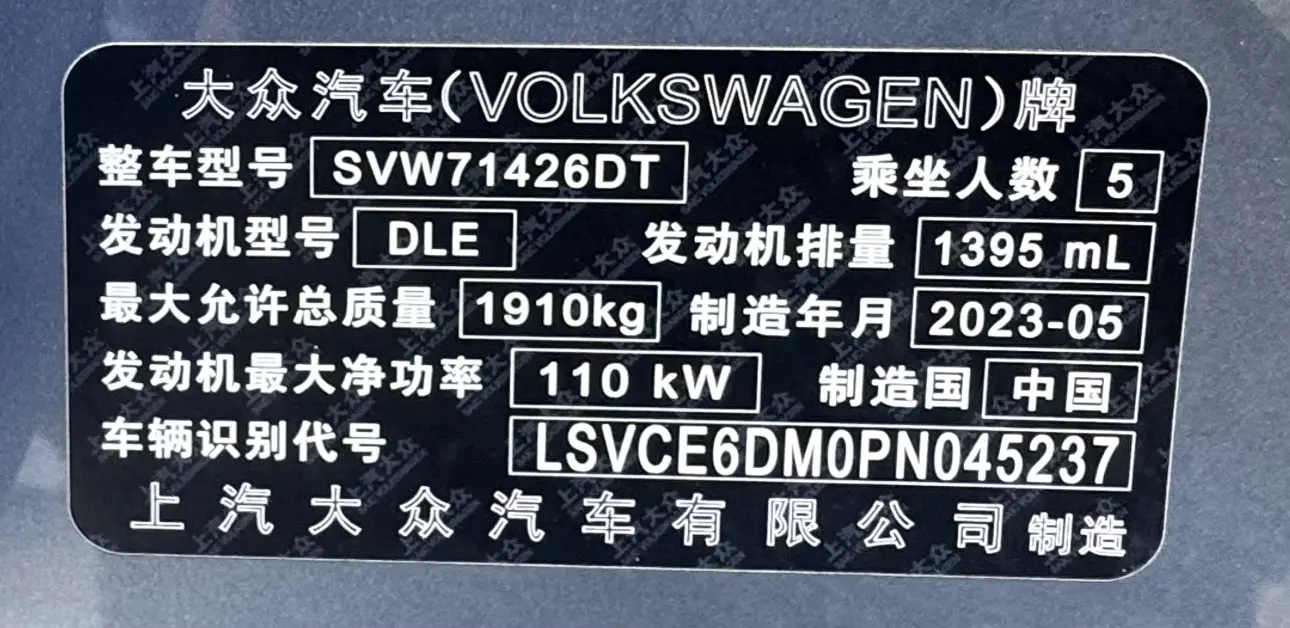 大众汽车(VOLKSWAGEN)牌
整车型号 SVW71426DT 乘坐人数 5
发动机型号 DLE 发动机排量 1395 mL
最大允许总质量 1910kg 制造年月 2023-05
发动机最大净功率 110 kW 制造国 中国
车辆识别代号 LSVCE6DM0PN045237
上汽大众汽车有限公司制造